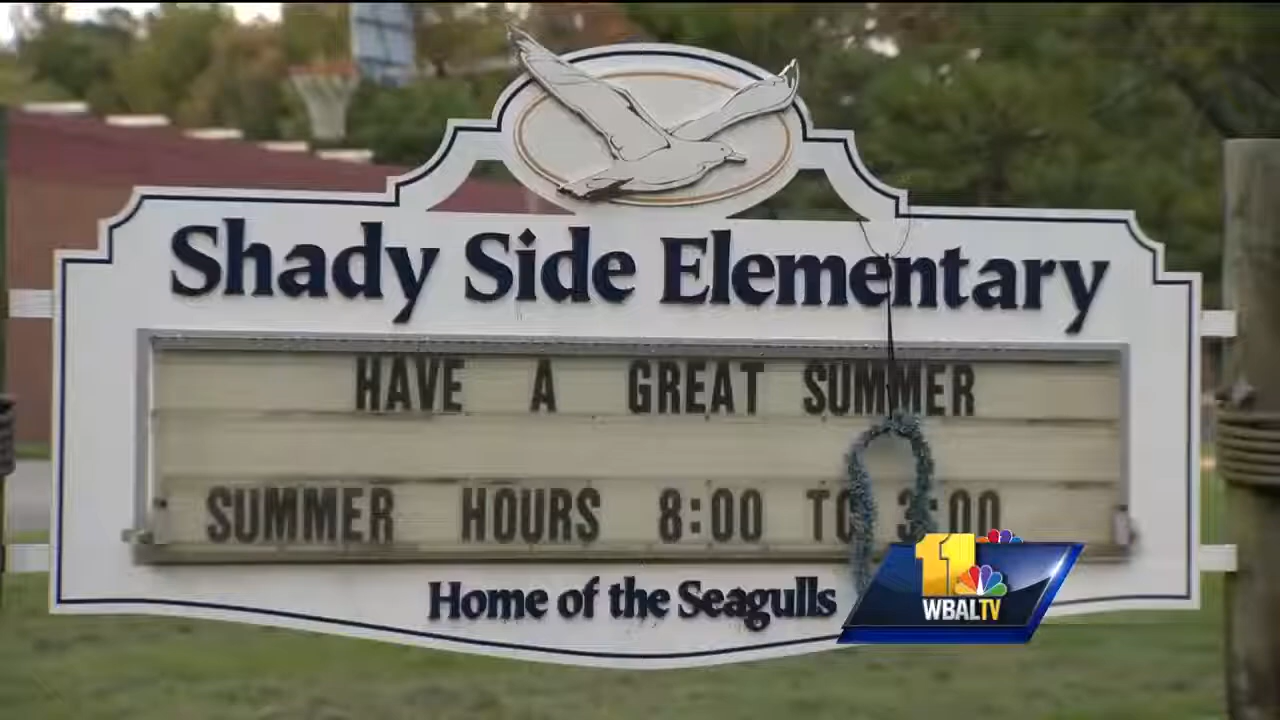 Shady Side Elementary
HAVE A GREAT SUMMER
SUMMER HOURS 8:00 TO 3:00
Home of the Seagulls
11
WBALTV